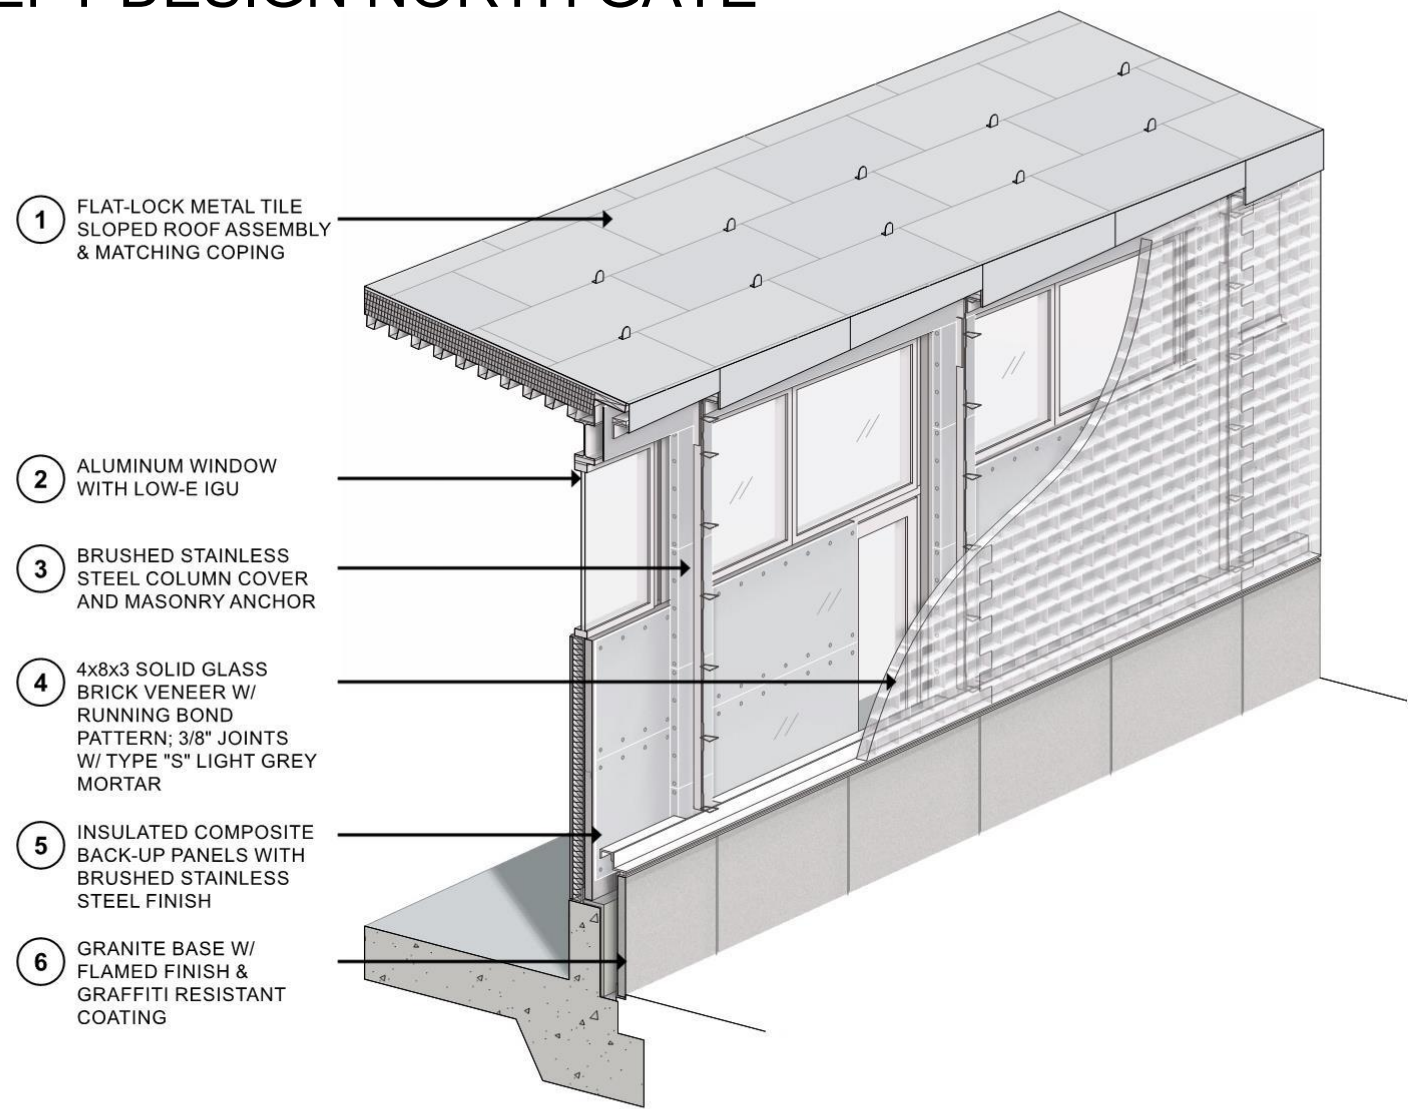 DESIGN NORTH GATE
1 FLAT-LOCK METAL TILE
SLOPED ROOF ASSEMBLY
& MATCHING COPING
2 ALUMINUM WINDOW
WITH LOW-E IGU
3 BRUSHED STAINLESS
STEEL COLUMN COVER
AND MASONRY ANCHOR
4 4x8x3 SOLID GLASS
BRICK VENEER W/
RUNNING BOND
PATTERN; 3/8" JOINTS
W/ TYPE "S" LIGHT GREY
MORTAR
5 INSULATED COMPOSITE
BACK-UP PANELS WITH
BRUSHED STAINLESS
STEEL FINISH
6 GRANITE BASE W/
FLAMED FINISH &
GRAFFITI RESISTANT
COATING